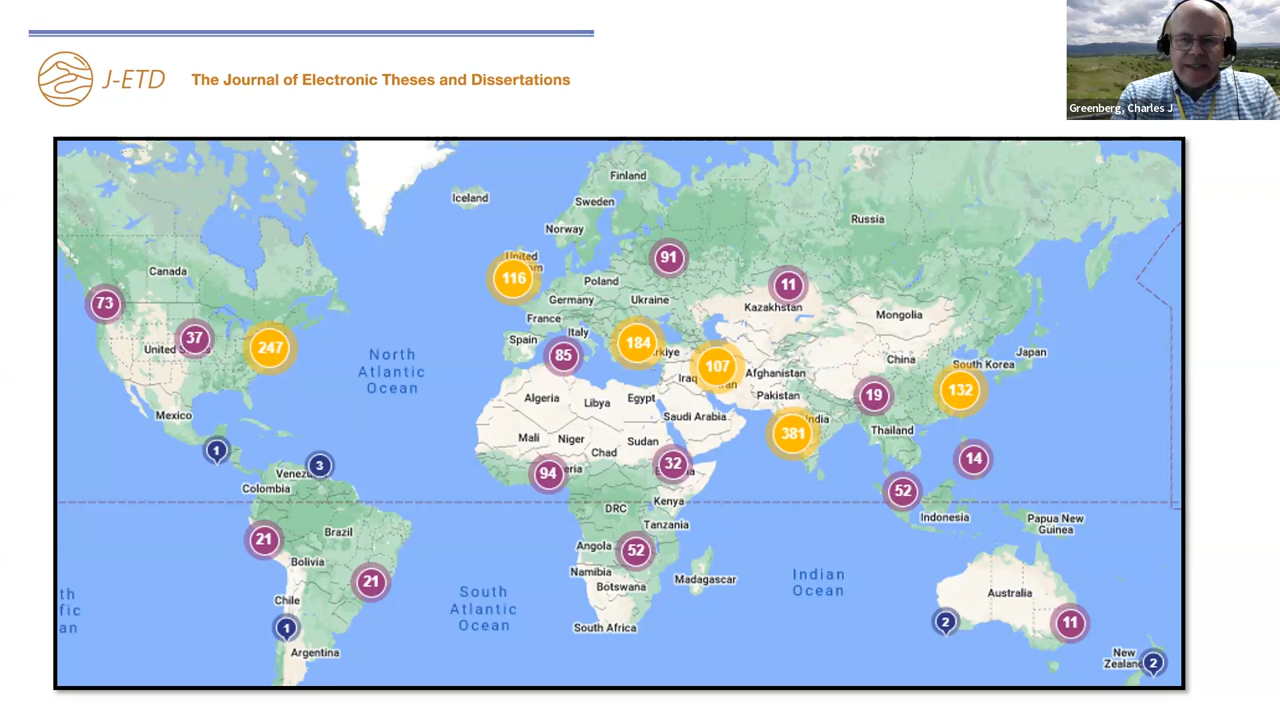 J-ETD
The Journal of Electronic Theses and Dissertations
Greenberg, Charles J
Finland
Iceland
Sweden
Russia
Norway
91
United
116
Canada
Poland
11
73
Germany
Ukraine
Kazakhstan
Mongolia
France
37
247
Italy
184
United
Spain
85
North
Atlantic
Ocean
107
Iraq
Afghanistan
China
Japan
South Korea
132
19
Algeria
Libya
Egypt
Pakistan
Saudi Arabia
Mexico
India
381
Thailand
Mali
Niger
Chad
Sudan
1
3
14
94
32
Colombia
52
Kenya
DRC
Indonesia
Papua New
Guinea
Tanzania
21
Brazil
Angola
52
Bolivia
Namibia
Madagascar
Indian
Ocean
21
Botswana
Australia
Chile
South
Atlantic
Ocean
1
South Africa
2
11
Argentina
New
2